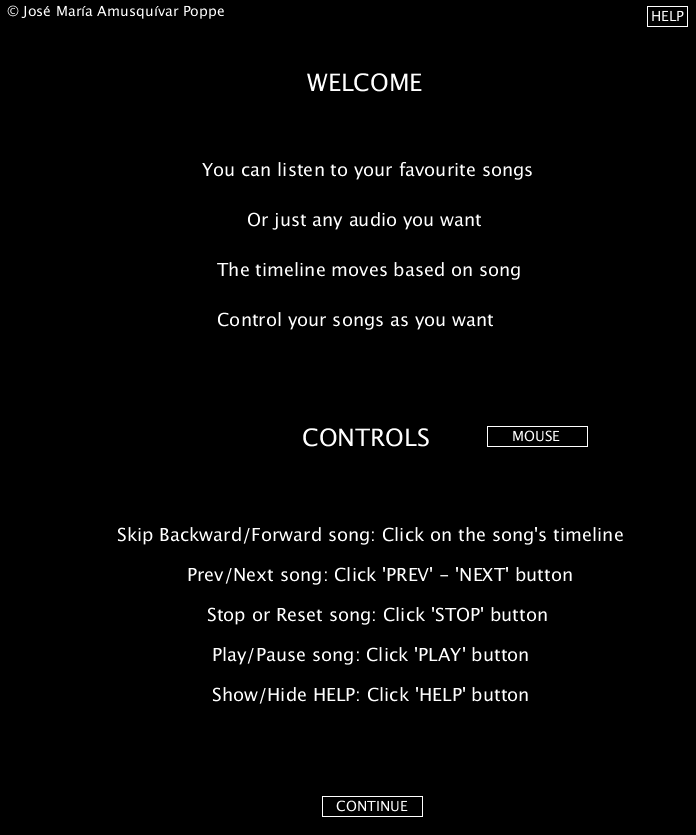 © José María Amusquívar Poppe
HELP
WELCOME
You can listen to your favourite songs
Or just any audio you want
The timeline moves based on song
Control your songs as you want
CONTROLS
MOUSE
Skip Backward/Forward song: Click on the song's timeline
Prev/Next song: Click 'PREV' - 'NEXT' button
Stop or Reset song: Click 'STOP' button
Play/Pause song: Click 'PLAY' button
Show/Hide HELP: Click 'HELP' button
CONTINUE